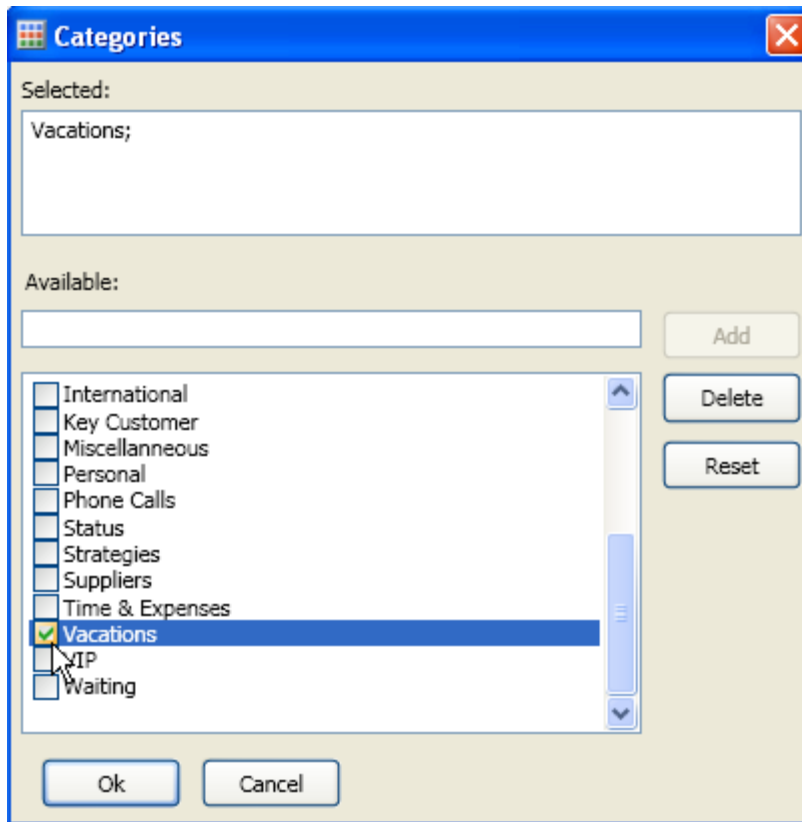 Categories
Selected:
Vacations;
Available:
Add
International
Key Customer
Miscellanneous
Personal
Phone Calls
Status
Strategies
Suppliers
Time & Expenses
Vacations
VIP
Waiting
Delete
Reset
Ok
Cancel